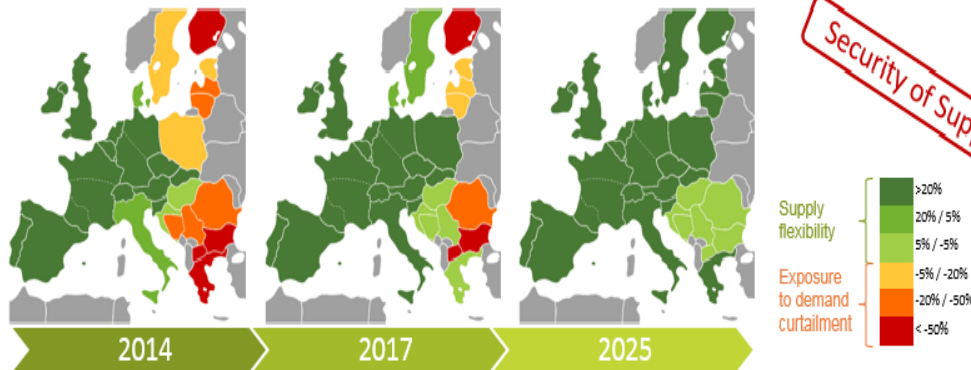 Security of Sup
Supply
flexibility
Exposure
to demand
curtailment
>20%
20% / 5%
5% / -5%
-5% / -20%
-20% / -50%
< -50%
2014
2017
2025